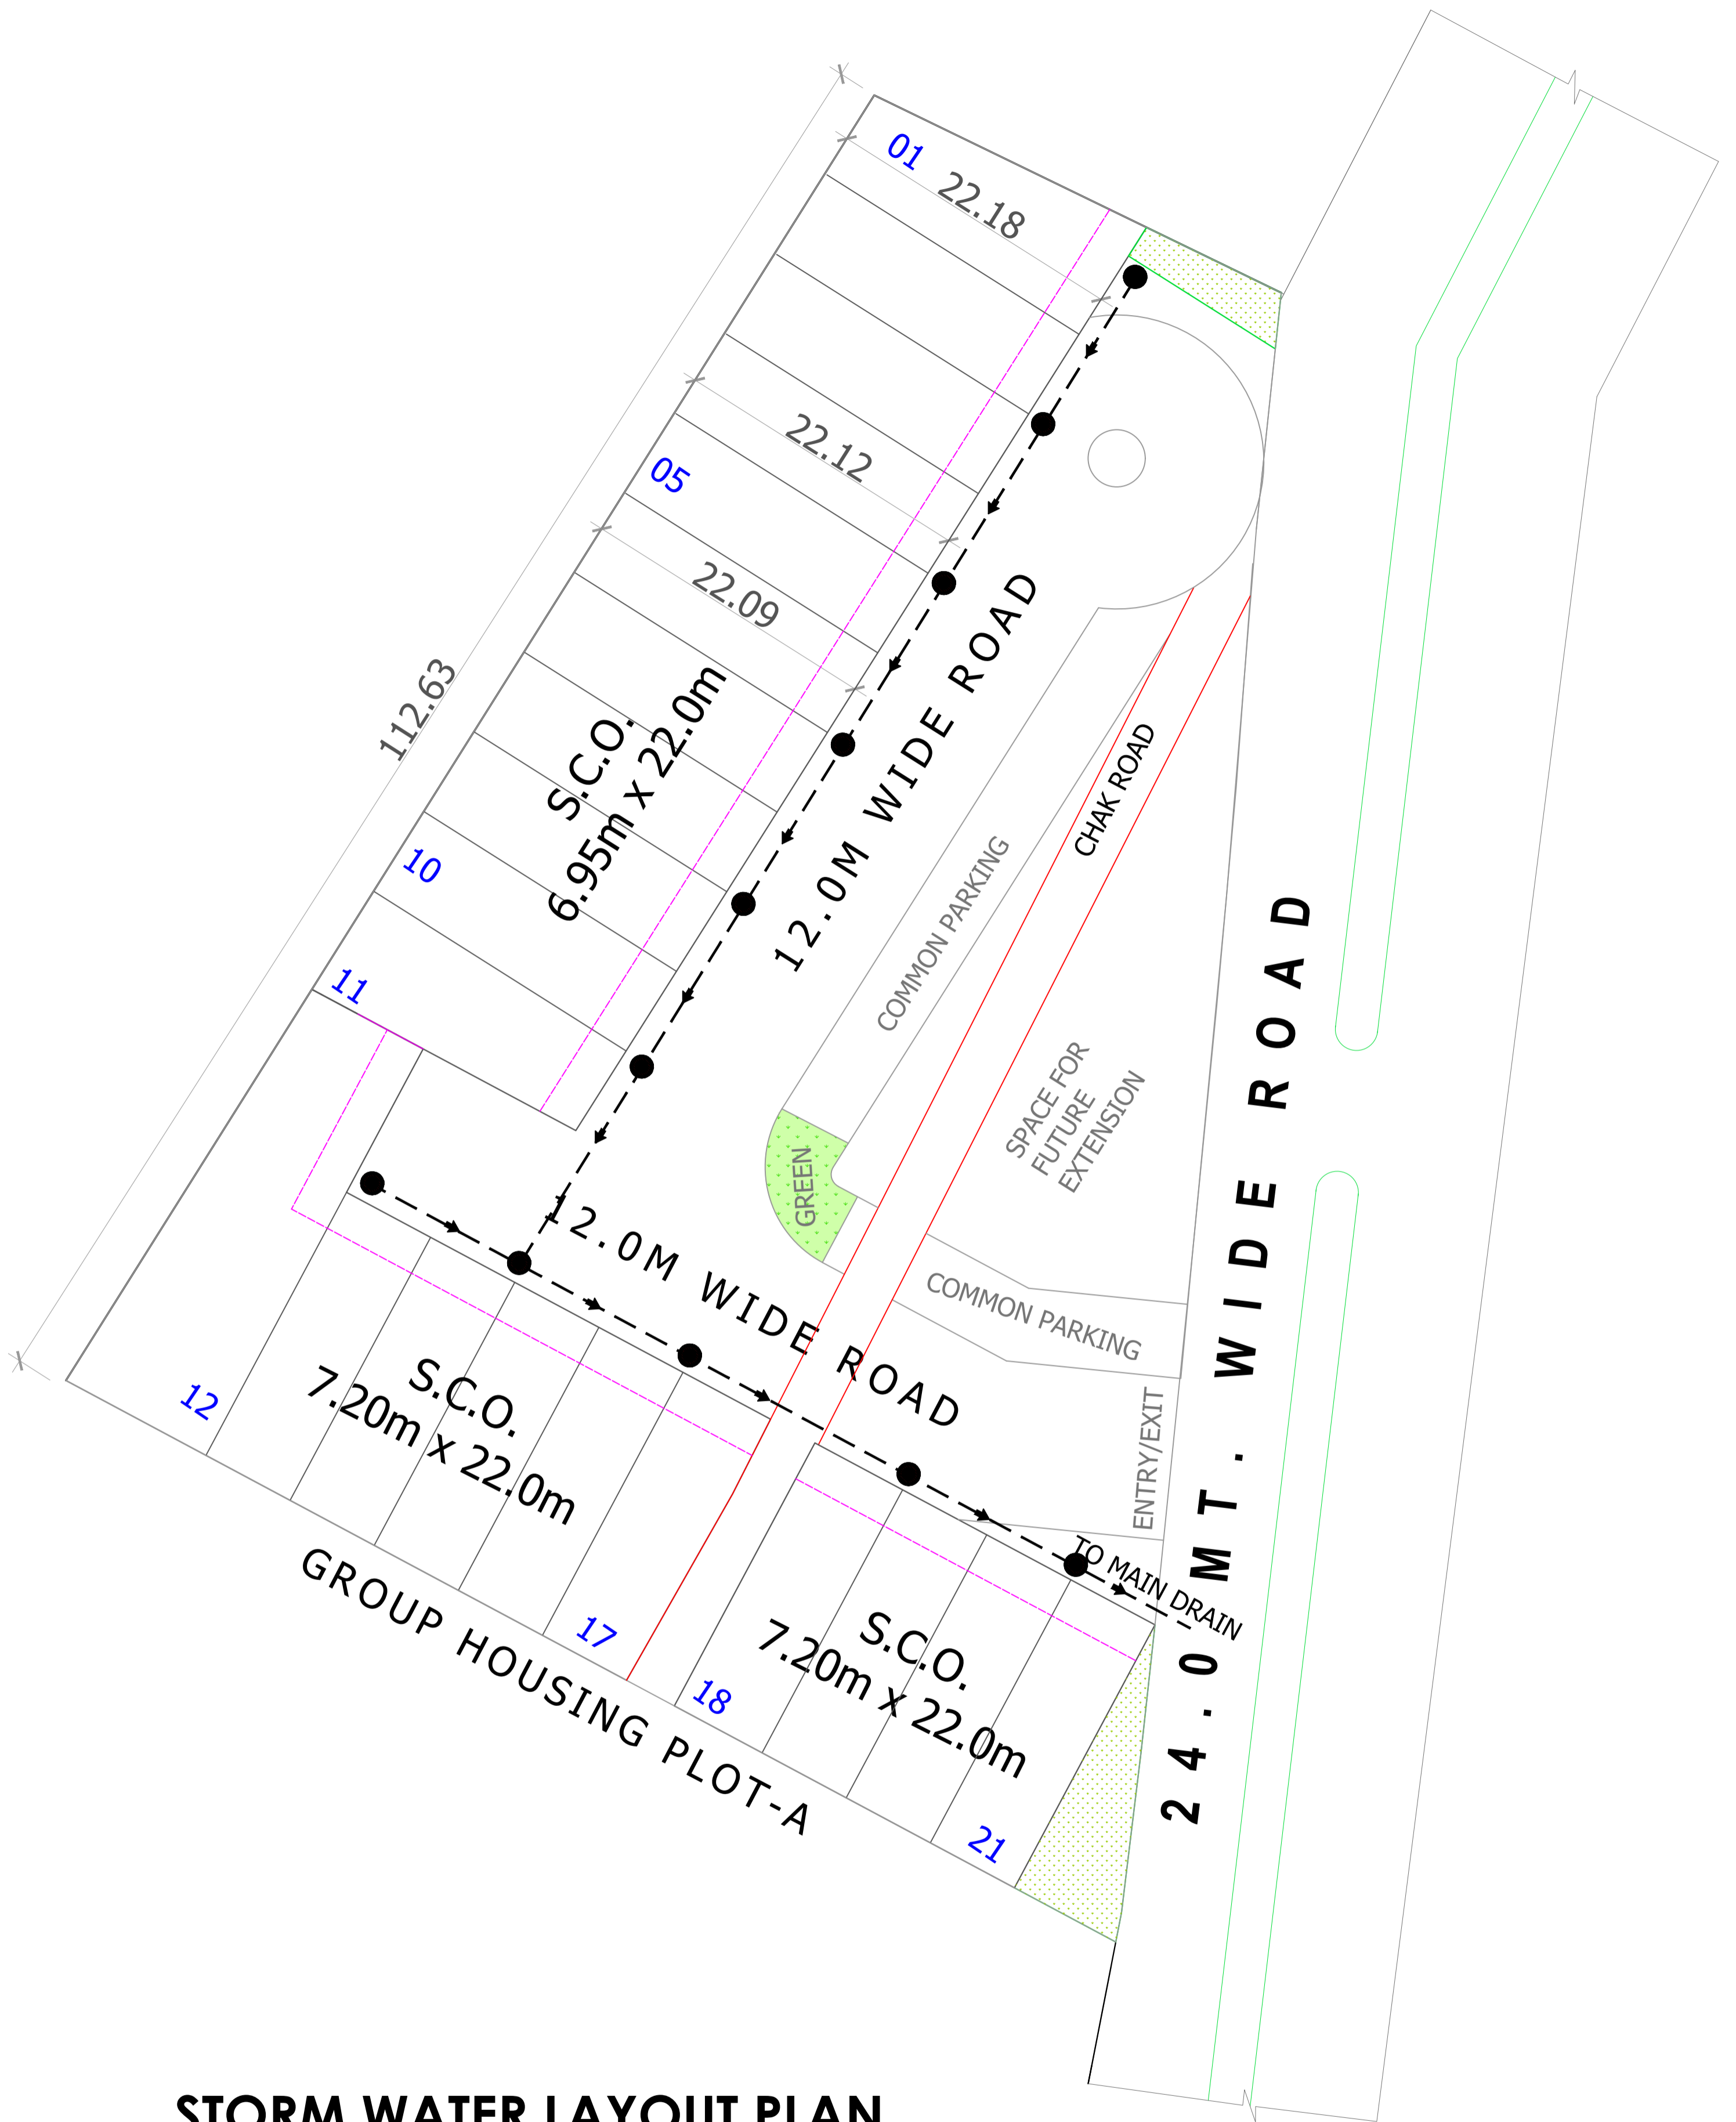 01
22.18
22.12
05
22.09
112.63
S.C.O.
6.95m x 22.0m
12.0M WIDE ROAD
CHAK ROAD
COMMON PARKING
10
11
SPACE FOR
FUTURE
EXTENSION
GREEN
12.0M WIDE ROAD
COMMON PARKING
ENTRY/EXIT
24.0 MT. WIDE ROAD
12
S.C.O.
7.20m x 22.0m
TO MAIN DRAIN
17
18
S.C.O.
7.20m x 22.0m
21
GROUP HOUSING PLOT-A
STORM WATER LAYOUT PLAN